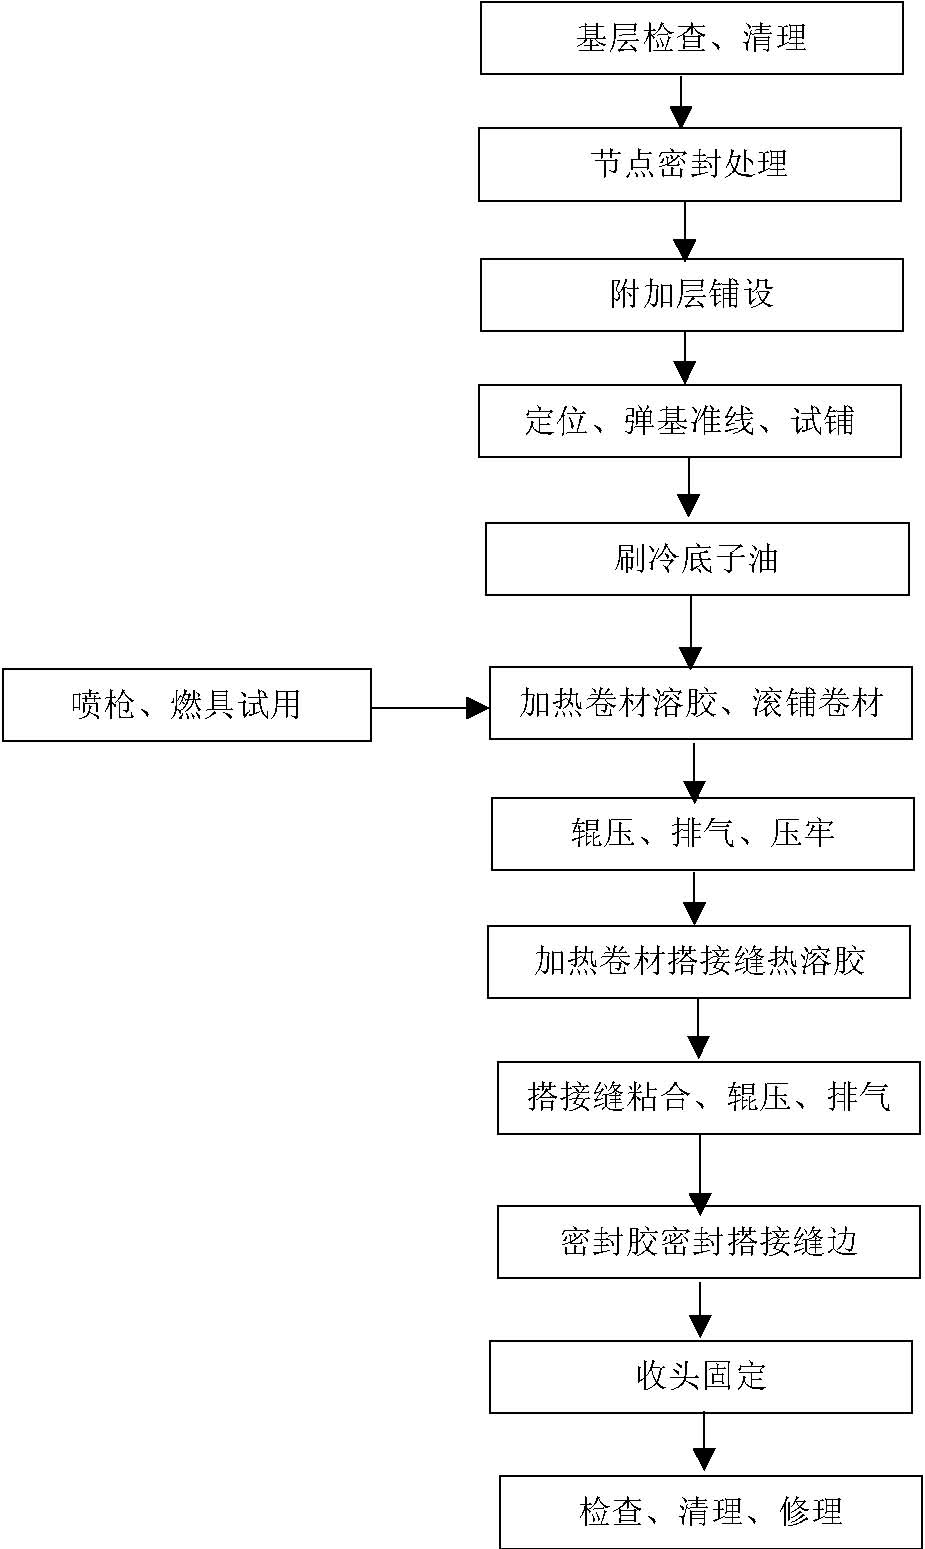 基层检查、清理
节点密封处理
附加层铺设
定位、弹基准线、试铺
刷冷底子油
喷枪、燃具试用
加热卷材溶胶、滚铺卷材
辊压、排气、压牢
加热卷材搭接缝热溶胶
搭接缝粘合、辊压、排气
密封胶密封搭接缝边
收头固定
检查、清理、修理